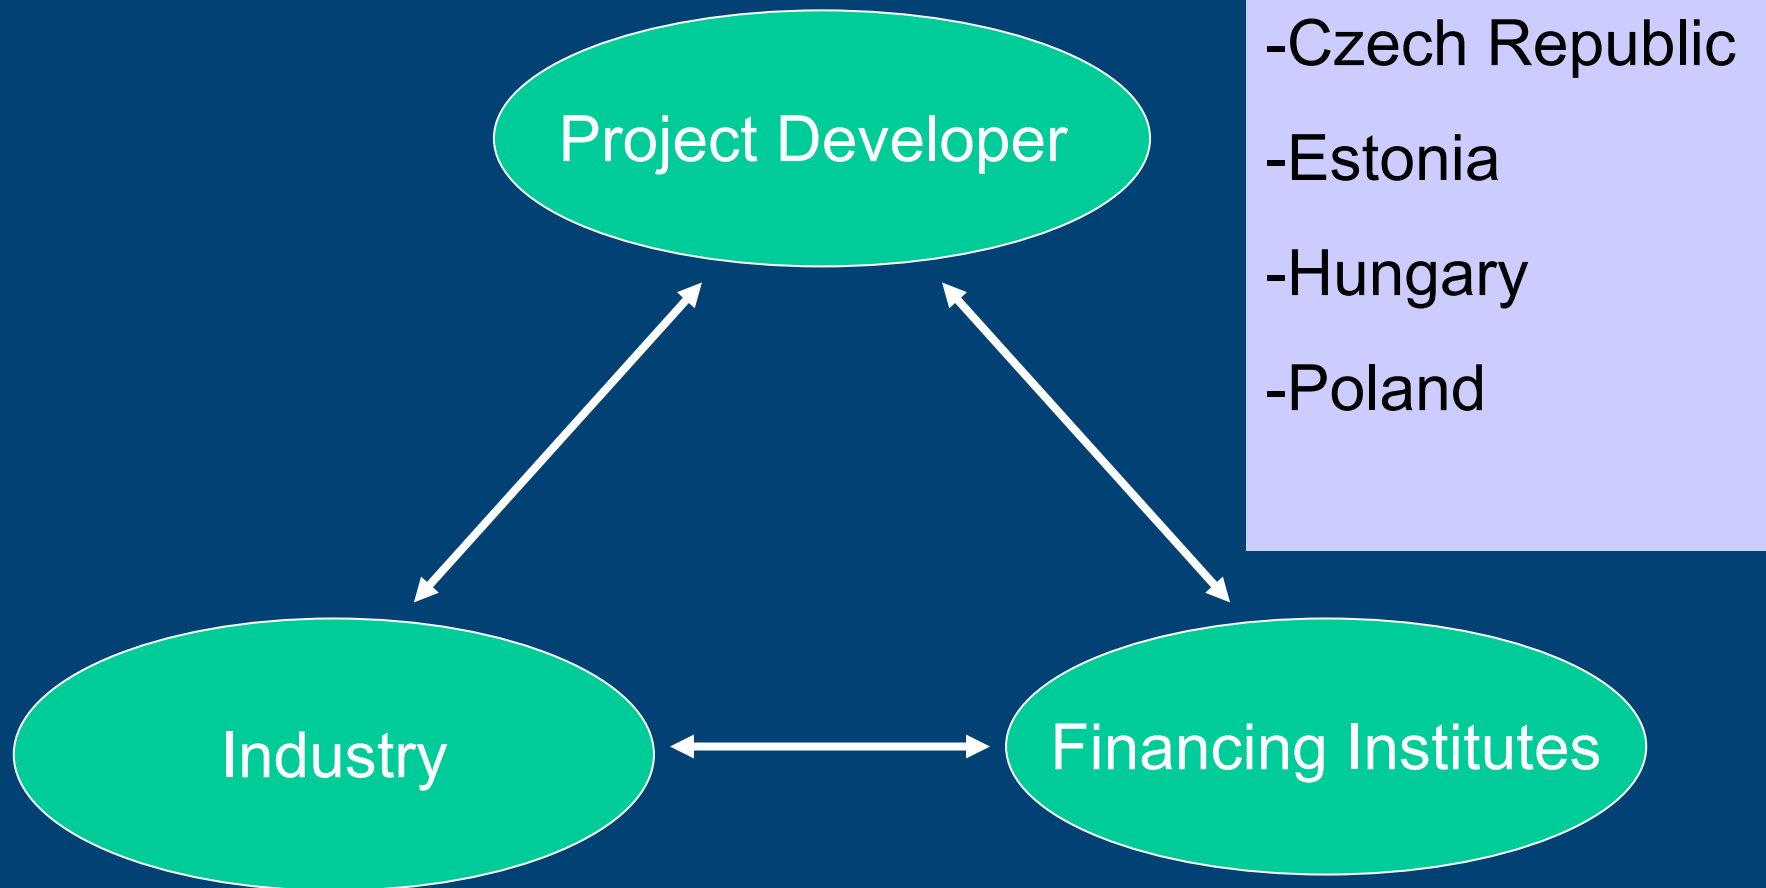 Project Developer
-Czech Republic
-Estonia
-Hungary
-Poland
Industry
Financing Institutes